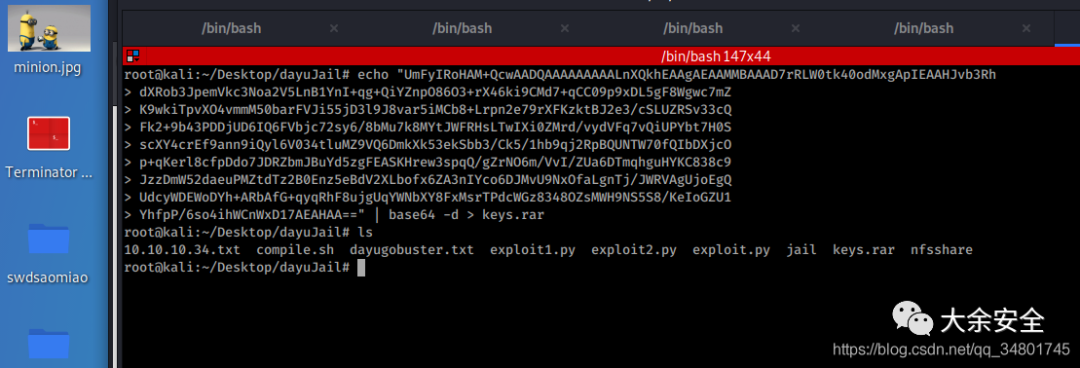 /bin/bash × /bin/bash × /bin/bash × /bin/bash ×
/bin/bash 147x44
minion.jpg
Terminator ...
swdsaomiao
root@kali:~/Desktop/dayuJail# echo "UmFyIRoHAM+QcwAADQAAAAAAAAALnXQkhEAAgAEAAMMBAAAD7rRLW0tk40odMxgApIEAAHJvb3Rh
> dXRob3JpemVkc3Noa2V5LnB1YnI+qg+QiYZnpO86O3+rX46ki9CMd7+qCC09p9xDL5gF8Wgwc7mZ
> K9wkiTpvXO4vmmM50barFVJi55jD3l9J8var5iMCb8+Lrpn2e79rXFKzktBJ2e3/cSLUZRSv33cQ
> Fk2+9b43PDDjUD6IQ6FVbjc72sy6/8bMu7k8MYtJWFRHsLTwIXi0ZMrd/vydVFq7vQiUPYbt7H0S
> scXY4crEf9ann9iQyl6V034tluMZ9VQ6DmkXk53ekSbb3/Ck5/1hb9qj2RpBQUNTW70fQIbDXjcO
> p+qKerl8cfpDdo7JDRZbmJBuYd5zgFEASKHrew3spqQ/gZrNO6m/VvI/ZUa6DTmqhguHYKC838c9
> JzzDmW52daeuPMZtdTz2B0Enz5eBdV2XLbofx6ZA3nIYco6DJMvU9NxOfaLgnTj/JWRVAgUjoEgQ
> UdcyWDEWoDYh+ARbAfG+qyqRhF8ujgUqYWNbXY8FxMsrTPdcWGz8348OZsMWH9NS5S8/KeIoGZU1
> YhfpP/6so4ihWCnWxD17AEAHAA==" | base64 -d > keys.rar
root@kali:~/Desktop/dayuJail# ls
10.10.10.34.txt compile.sh dayugobuster.txt exploit1.py exploit2.py exploit.py jail keys.rar nfsshare
root@kali:~/Desktop/dayuJail#
大余安全
https://blog.csdn.net/qq_34801745